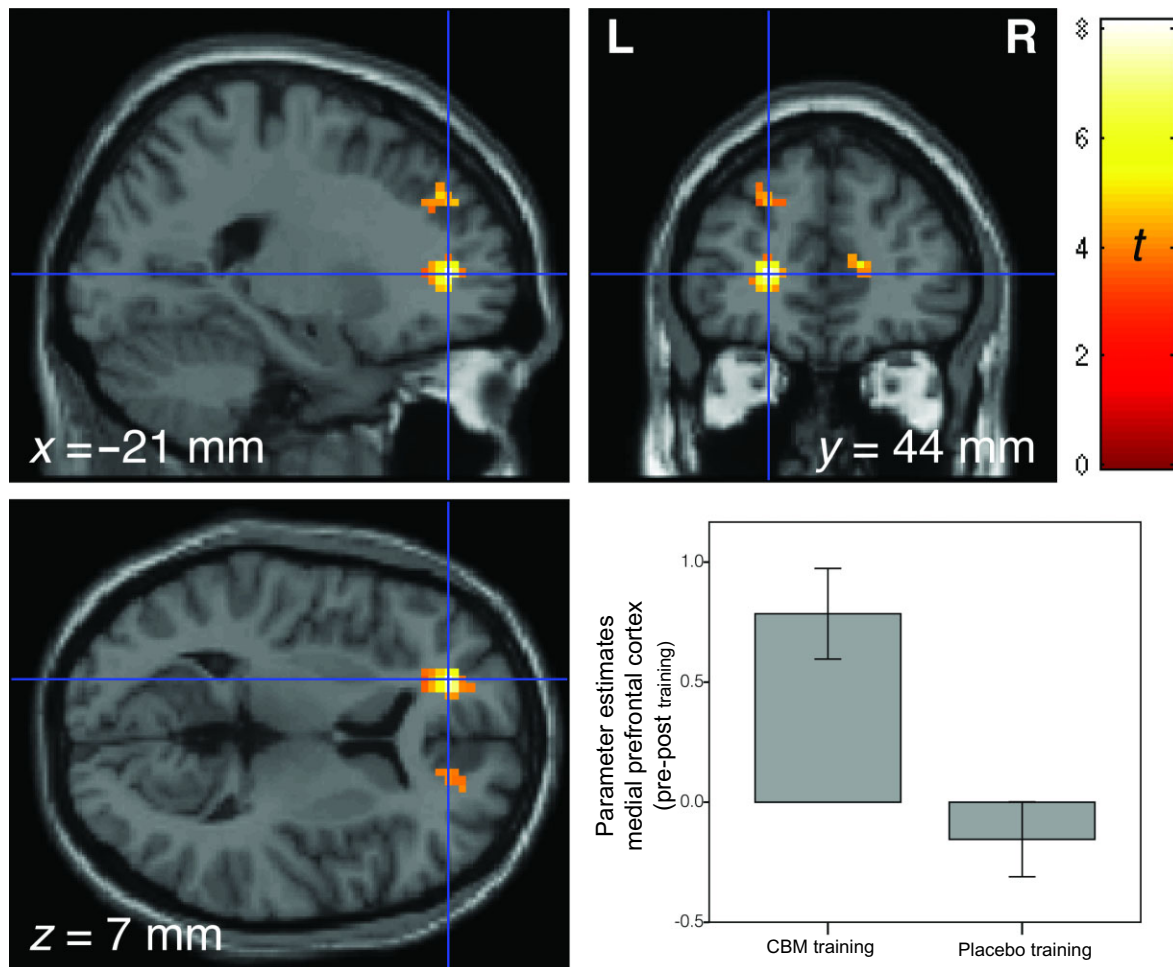 x =–21 mm
L R
y = 44 mm
8
6
4
2
0
t
z = 7 mm
Parameter estimates
medial prefrontal cortex
(pre-post training)
1.0
0.5
0.0
-0.5
CBM training
Placebo training